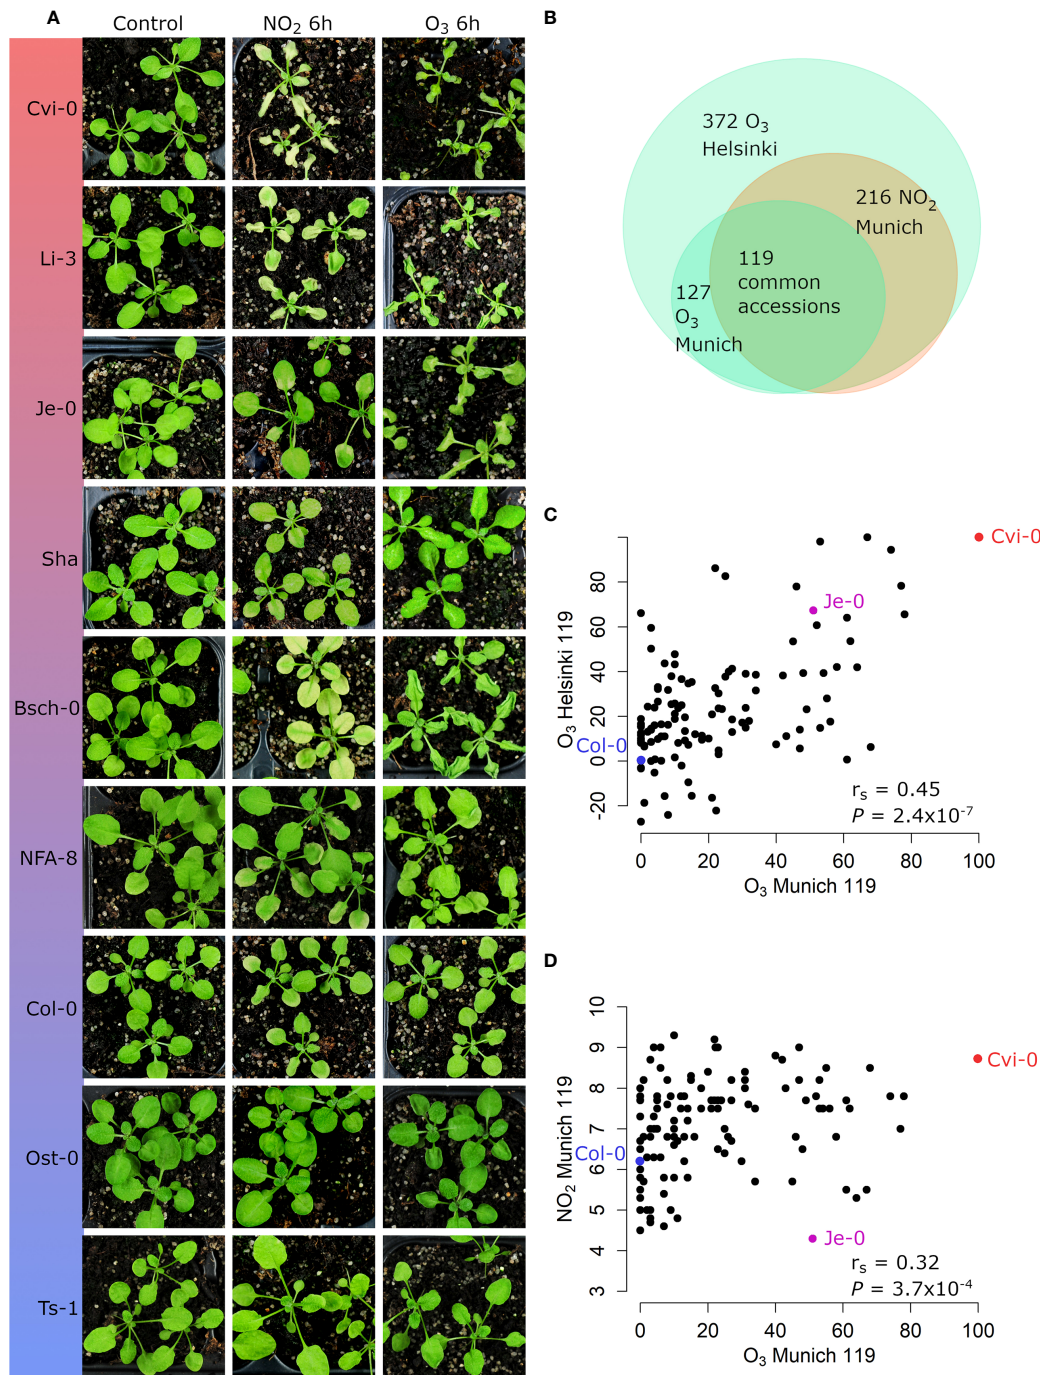 A
Control
NO₂ 6h
O₃ 6h
Cvi-0
Li-3
Je-0
Sha
Bsch-0
NFA-8
Col-0
Ost-0
Ts-1
B
372 O₃
Helsinki
216 NO₂
Munich
119
common
accessions
127
O₃
Munich
C
O₃ Helsinki 119
80
60
40
20
0
-20
Cvi-0
Je-0
Col-0
rₛ = 0.45
P = 2.4x10⁻⁷
0 20 40 60 80 100
O₃ Munich 119
D
NO₂ Munich 119
10
9
8
7
6
5
4
3
Cvi-0
Col-0
Je-0
rₛ = 0.32
P = 3.7x10⁻⁴
0 20 40 60 80 100
O₃ Munich 119